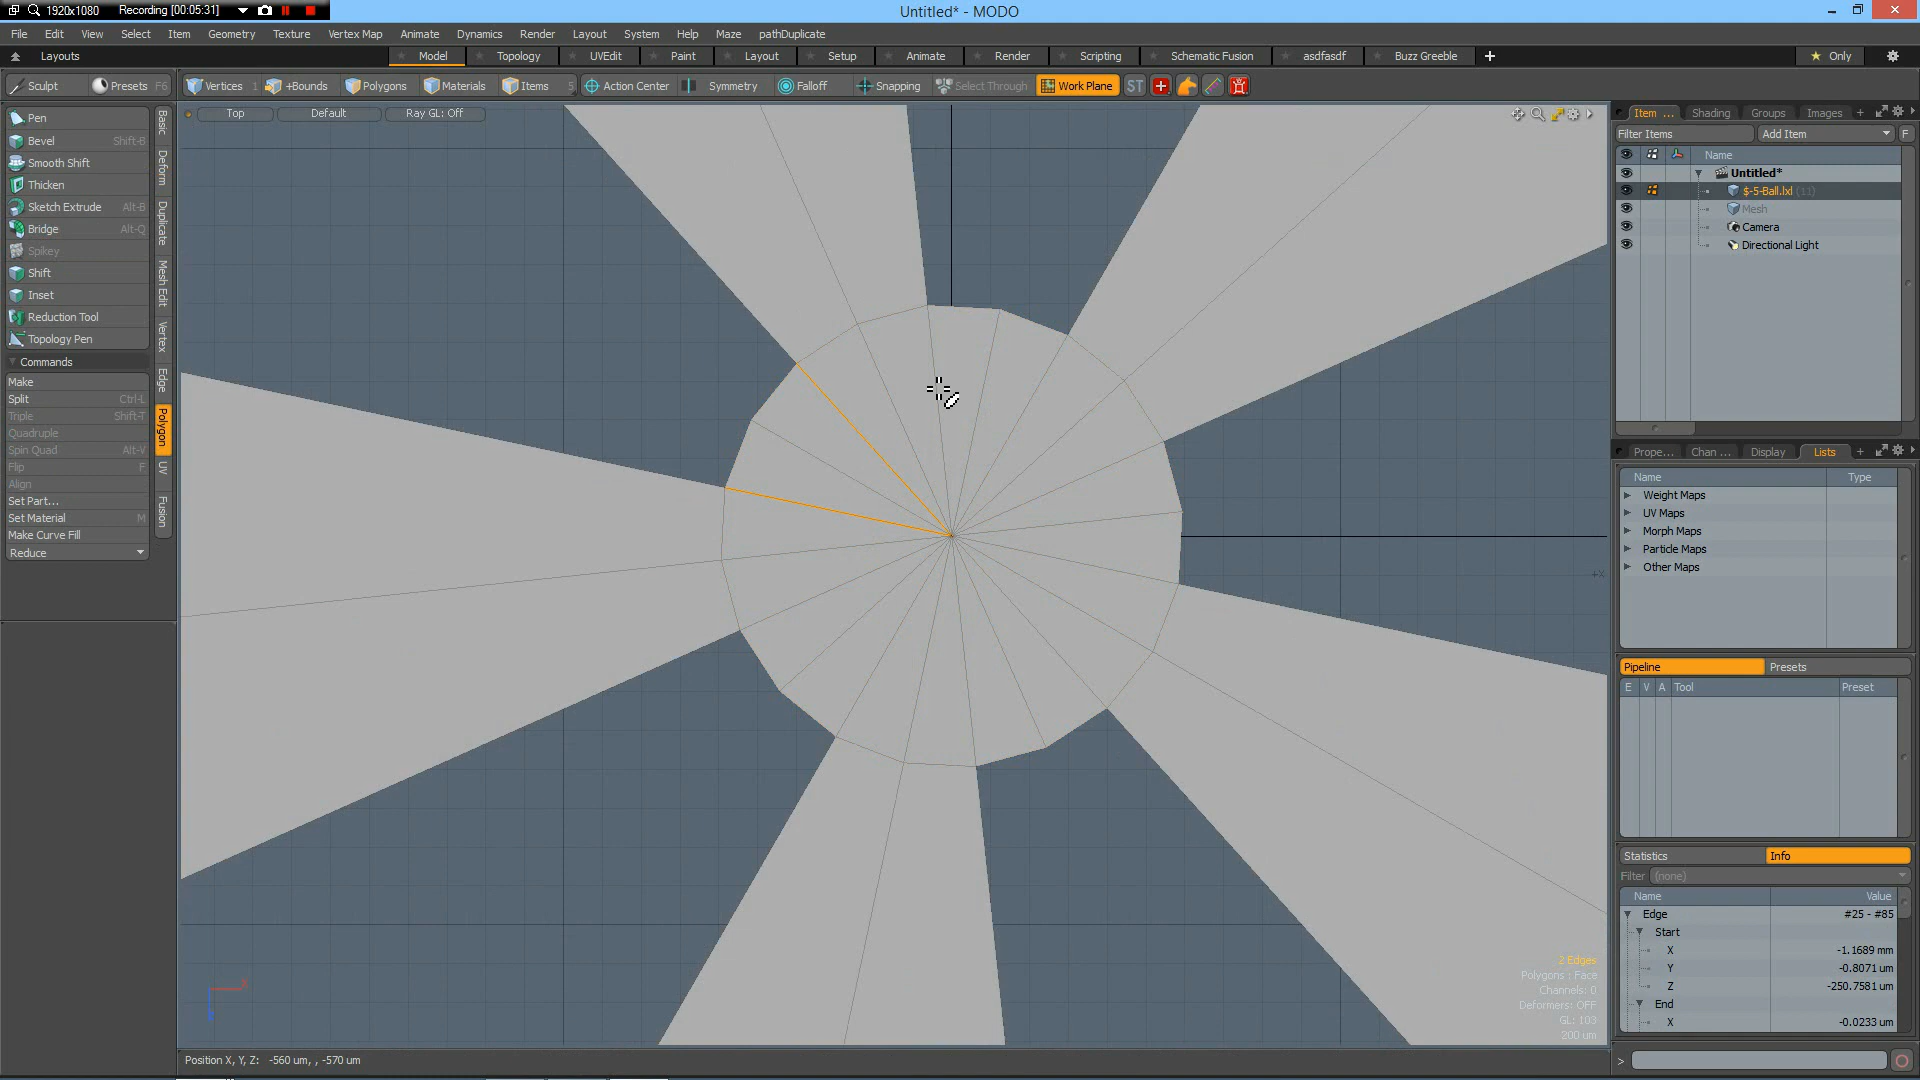 1920x1080 Recording [00:05:31]
Untitled* - MODO
File Edit View Select Item Geometry Texture Vertex Map Animate Dynamics Render Layout System Help Maze pathDuplicate
Layouts Model Topology UVEdit Paint Layout Setup Animate Render Scripting Schematic Fusion asdfasdf Buzz Greeble Only
Sculpt Presets F6 Vertices 1 +Bounds Polygons Materials Items 5 Action Center Symmetry Falloff Snapping Select Through Work Plane ST
Top Default Ray GL: Off
Pen
Bevel Shift-B
Smooth Shift
Thicken
Sketch Extrude Alt-B
Bridge Alt-Q
Spikey
Shift
Inset
Reduction Tool
Topology Pen
Commands
Make
Split Ctrl-L
Triple Shift-T
Quadruple
Spin Quad Alt-V
Flip F
Align
Set Part...
Set Material M
Make Curve Fill
Reduce
Basic
Deform
Duplicate
Mesh Edit
Vertex
Edge
Polygon
UV
Fusion
Item ... Shading Groups Images +
Filter Items Add Item F
Name
Untitled*
$-5-Ball.lxl (11)
Mesh
Camera
Directional Light
Prope... Chan ... Display Lists +
Name Type
Weight Maps
UV Maps
Morph Maps
Particle Maps
Other Maps
Pipeline Presets
E V A Tool Preset
Statistics Info
Filter (none)
Name Value
Edge #25 - #85
Start
X -1.1689 mm
Y -0.8071 um
Z -250.7581 um
End
X -0.0233 um
+X
2 Edges
Polygons : Face
Channels: 0
Deformers: OFF
GL: 103
200 um
X
Position X, Y, Z: -560 um, , -570 um
>